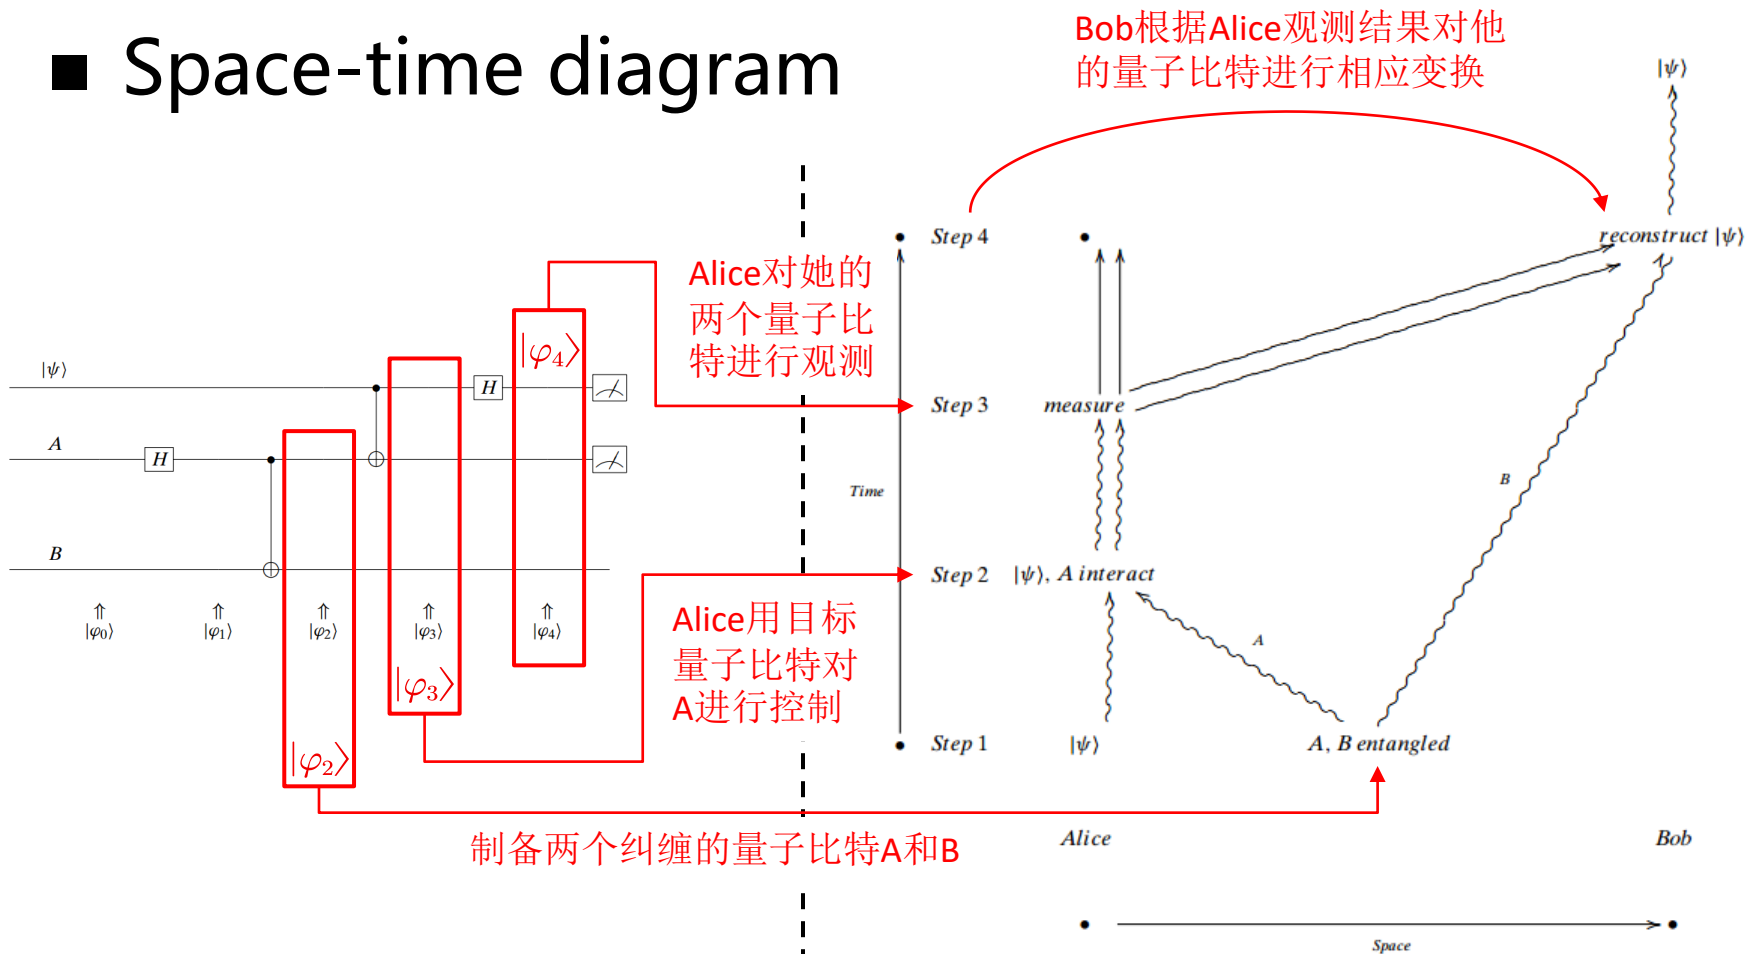 ■ Space-time diagram
Bob根据Alice观测结果对他
的量子比特进行相应变换
|ψ⟩
Step 4
reconstruct |ψ⟩
Alice对她的
两个量子比
特进行观测
|φ₄⟩
|ψ⟩
H
Step 3
measure
A
H
Time
B
B
Step 2
|ψ⟩, A interact
|φ₀⟩
|φ₁⟩
|φ₂⟩
|φ₃⟩
|φ₄⟩
Alice用目标
量子比特对
A进行控制
A
|φ₃⟩
|φ₂⟩
Step 1
|ψ⟩
A, B entangled
制备两个纠缠的量子比特A和B
Alice
Bob
Space